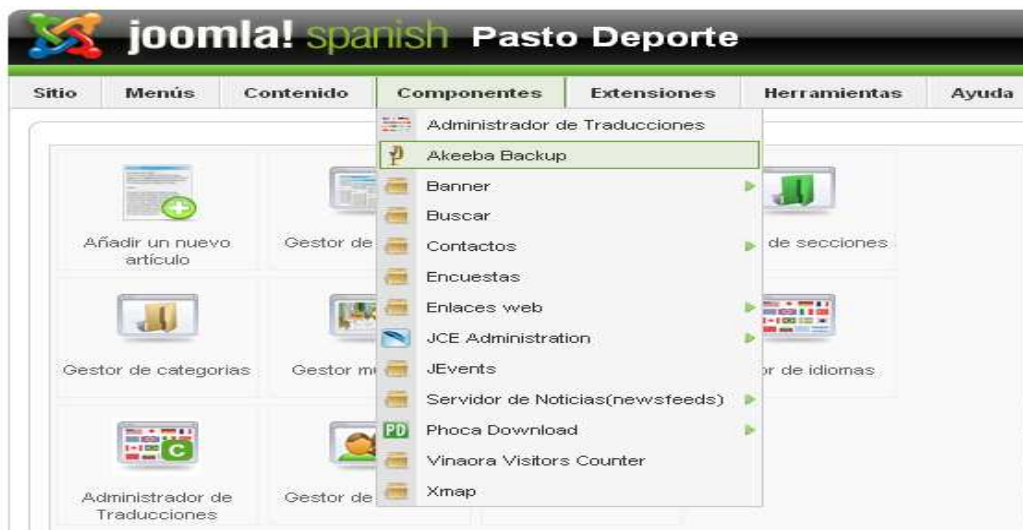 joomla! spanish Pasto Deporte
Sitio Menús Contenido Componentes Extensiones Herramientas Ayuda
Administrador de Traducciones
Akeeba Backup
Banner
Buscar
Contactos
Encuestas
Enlaces web
JCE Administration
JEvents
Servidor de Noticias(newsfeeds)
PD Phoca Download
Vinaora Visitors Counter
Xmap
Añadir un nuevo
artículo
Gestor de
de secciones
Gestor de categorías
Gestor
de idiomas
C
Administrador de
Traducciones
Gestor de